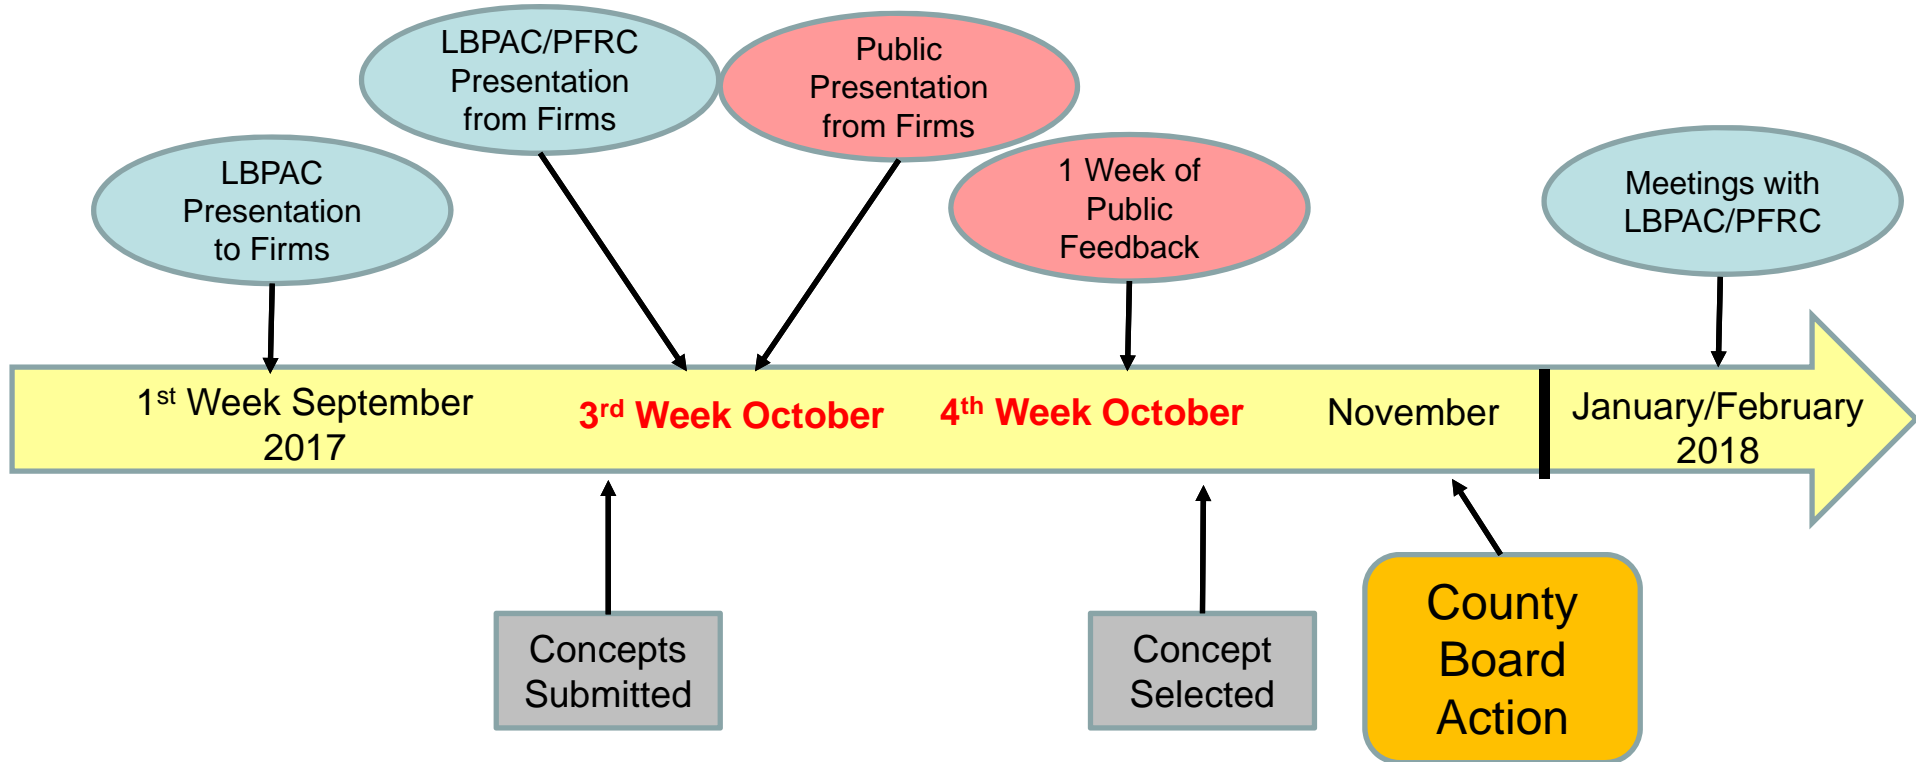 LBPAC/PFRC
Presentation
from Firms
Public
Presentation
from Firms
LBPAC
Presentation
to Firms
1 Week of
Public
Feedback
Meetings with
LBPAC/PFRC
1st Week September
2017
3rd Week October
4th Week October
November
January/February
2018
Concepts
Submitted
Concept
Selected
County
Board
Action